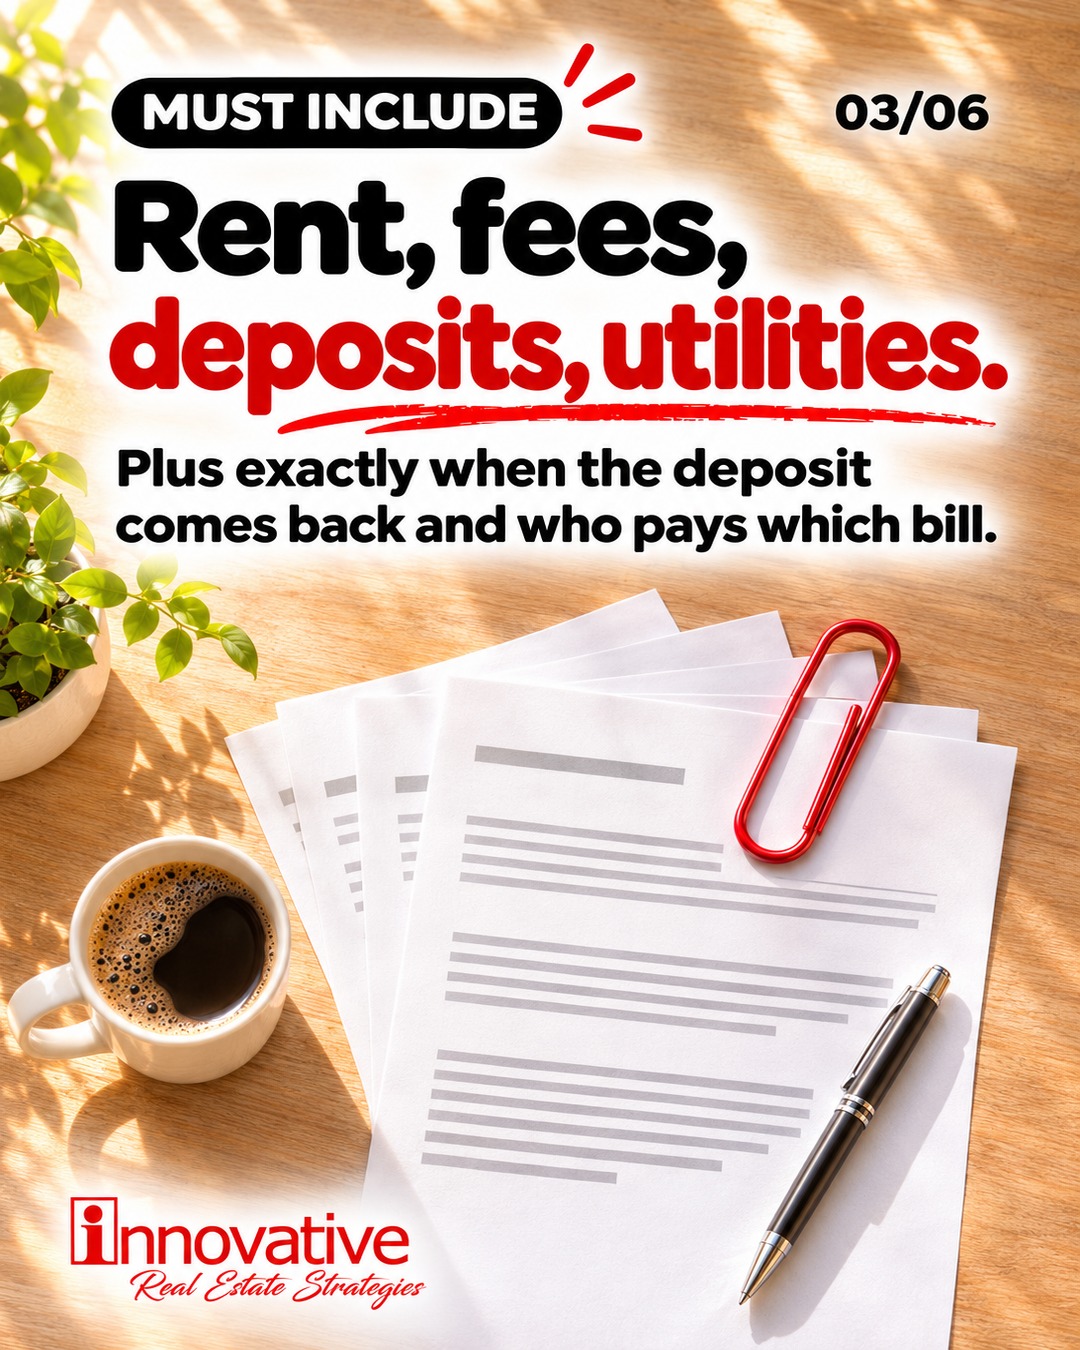 MUST INCLUDE
03/06
Rent, fees,
deposits, utilities.
Plus exactly when the deposit
comes back and who pays which bill.
innovative
Real Estate Strategies